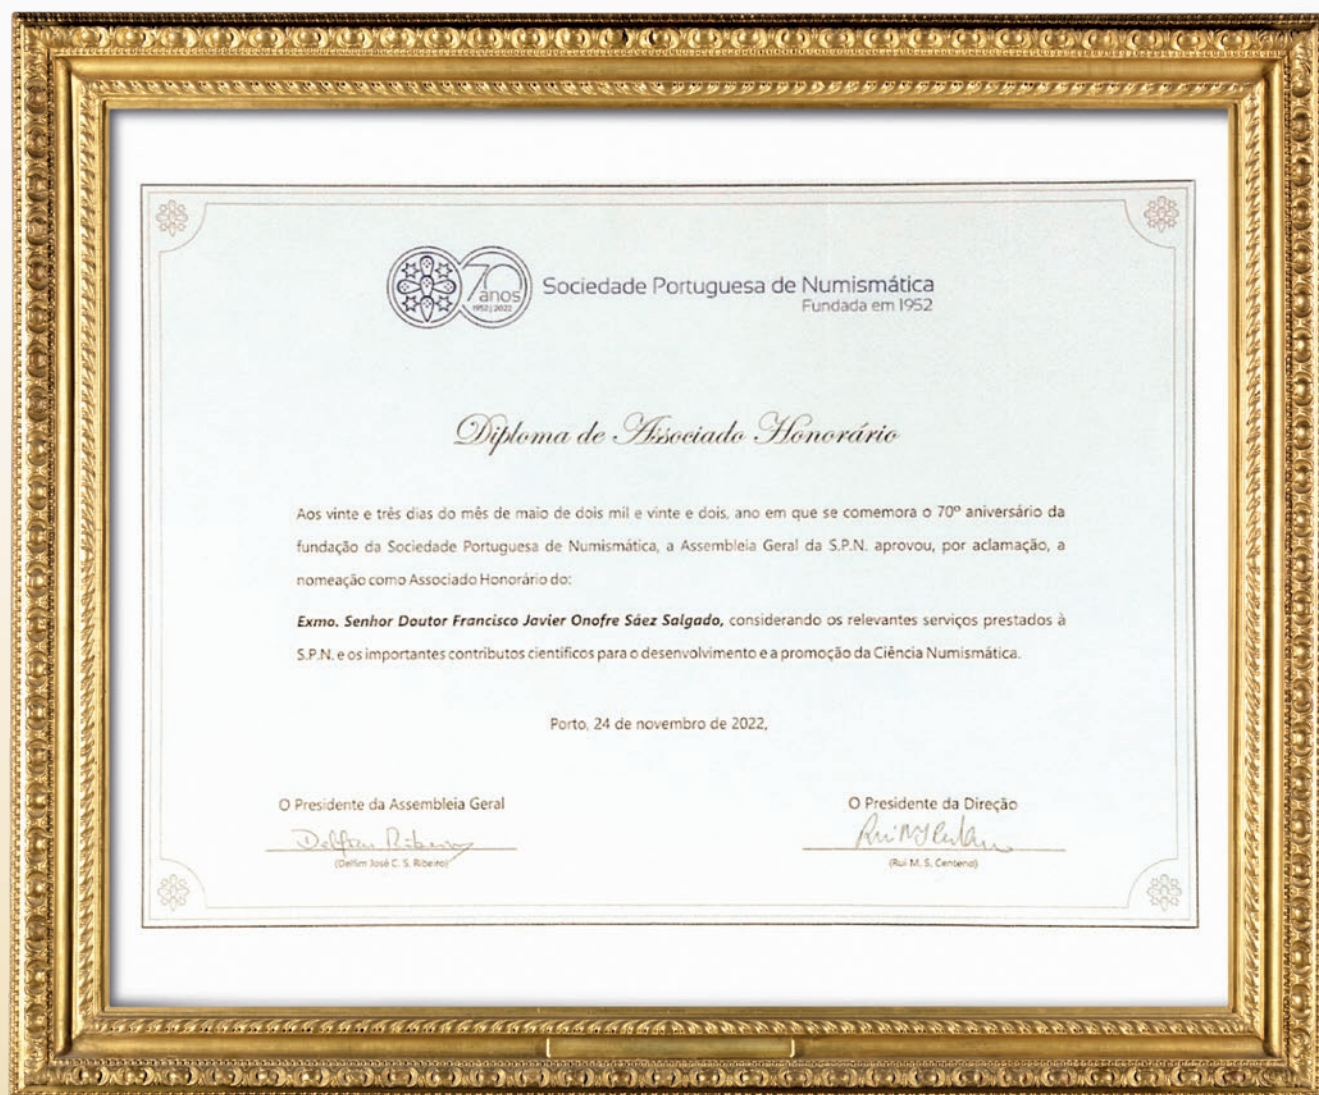 70
anos
1952|2022
Sociedade Portuguesa de Numismática
Fundada em 1952
Diploma de Associado Honorário
Aos vinte e três dias do mês de maio de dois mil e vinte e dois, ano em que se comemora o 70º aniversário da
fundação da Sociedade Portuguesa de Numismática, a Assembleia Geral da S.P.N. aprovou, por aclamação, a
nomeação como Associado Honorário do:
Exmo. Senhor Doutor Francisco Javier Onofre Sáez Salgado, considerando os relevantes serviços prestados à
S.P.N. e os importantes contributos científicos para o desenvolvimento e a promoção da Ciência Numismática.
Porto, 24 de novembro de 2022,
O Presidente da Assembleia Geral
Delfim Ribeiro
(Delfim José C. S. Ribeiro)
O Presidente da Direção
(Rui M. S. Centeno)